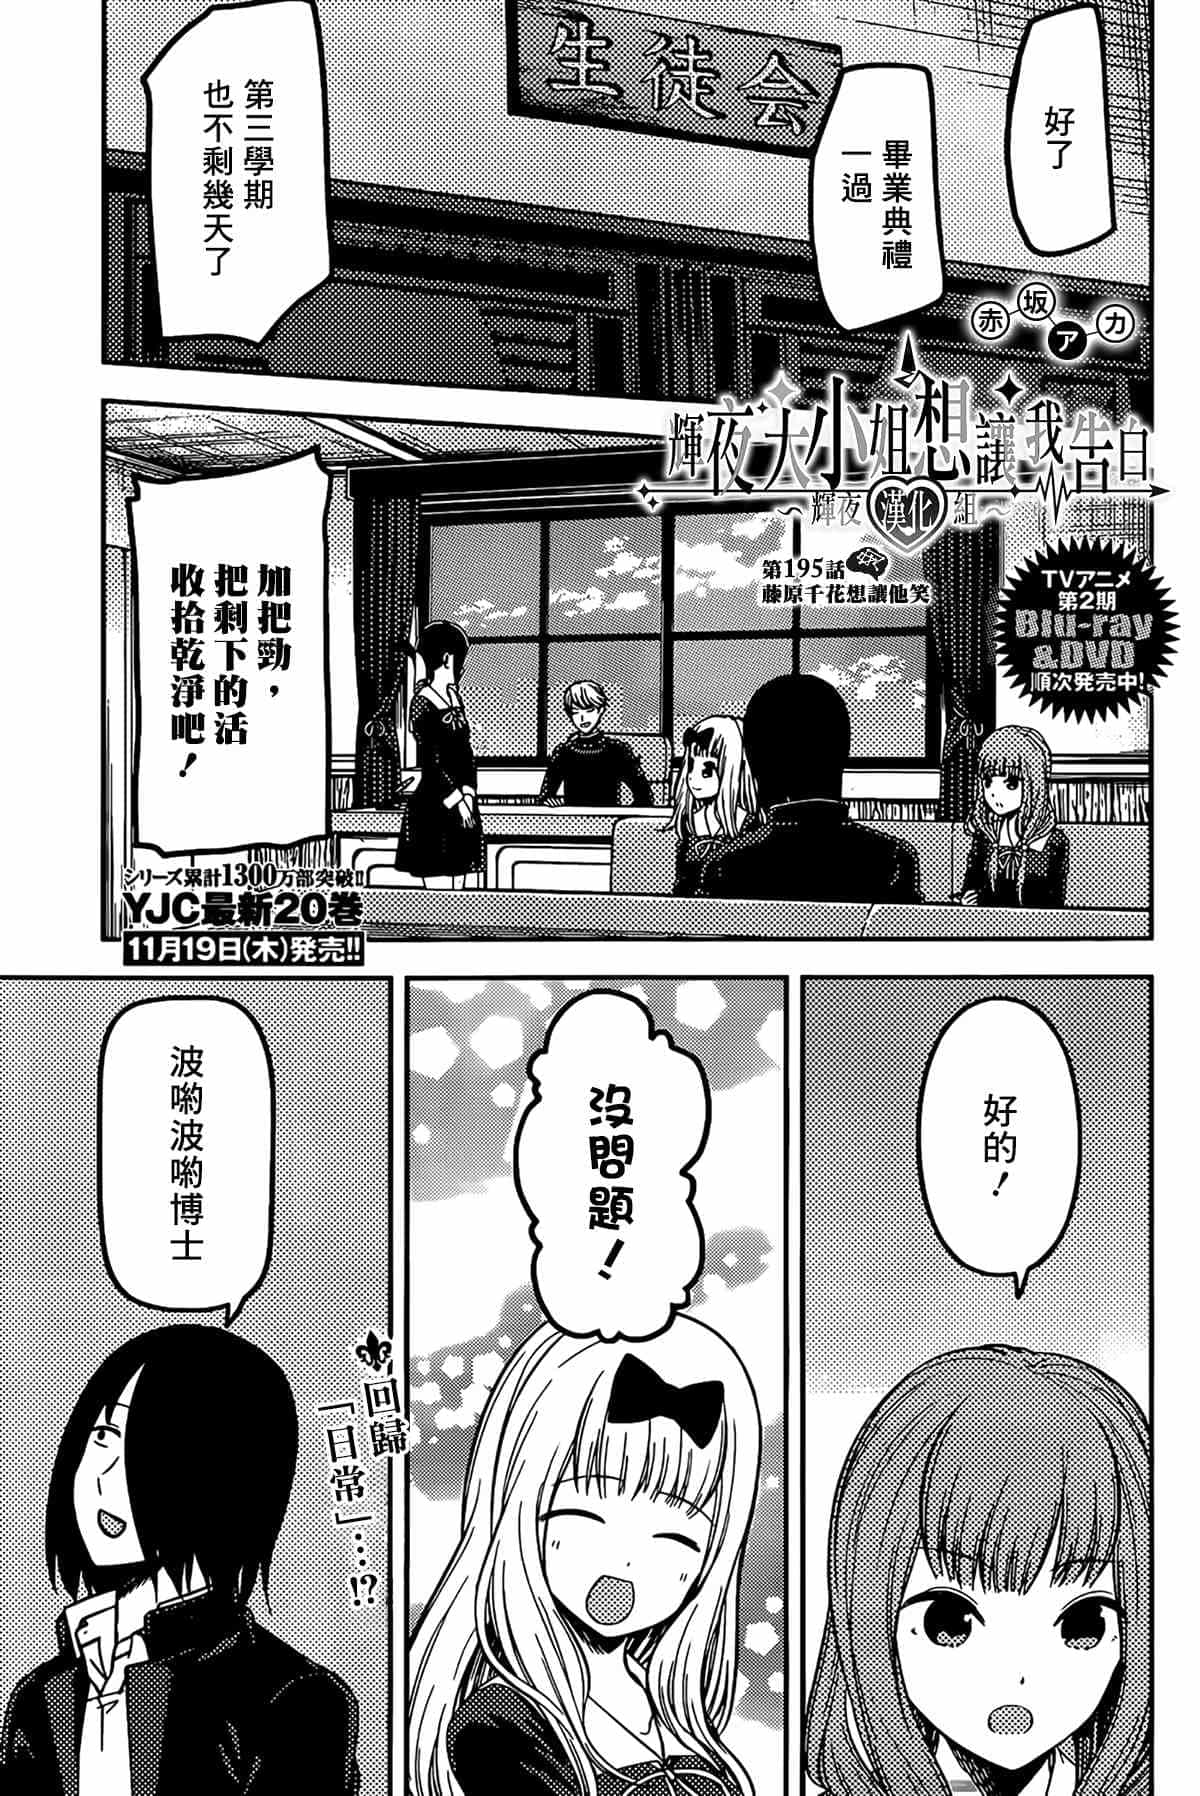 生徒会
好了
畢業典禮
一過
第三學期
也不剩幾天了
赤坂アカ
輝夜大小姐想讓我告白
～輝夜漢化組～
第195話
藤原千花想讓他笑
TVアニメ
第2期
Blu-ray
&DVD
順次発売中!
加把勁，
把剩下的活
收拾乾淨吧！
シリーズ累計1300万部突破!!
YJC最新20巻
11月19日(木)発売!!
好的！
沒問題！
波喲波喲博士
回歸
「日常」…!?